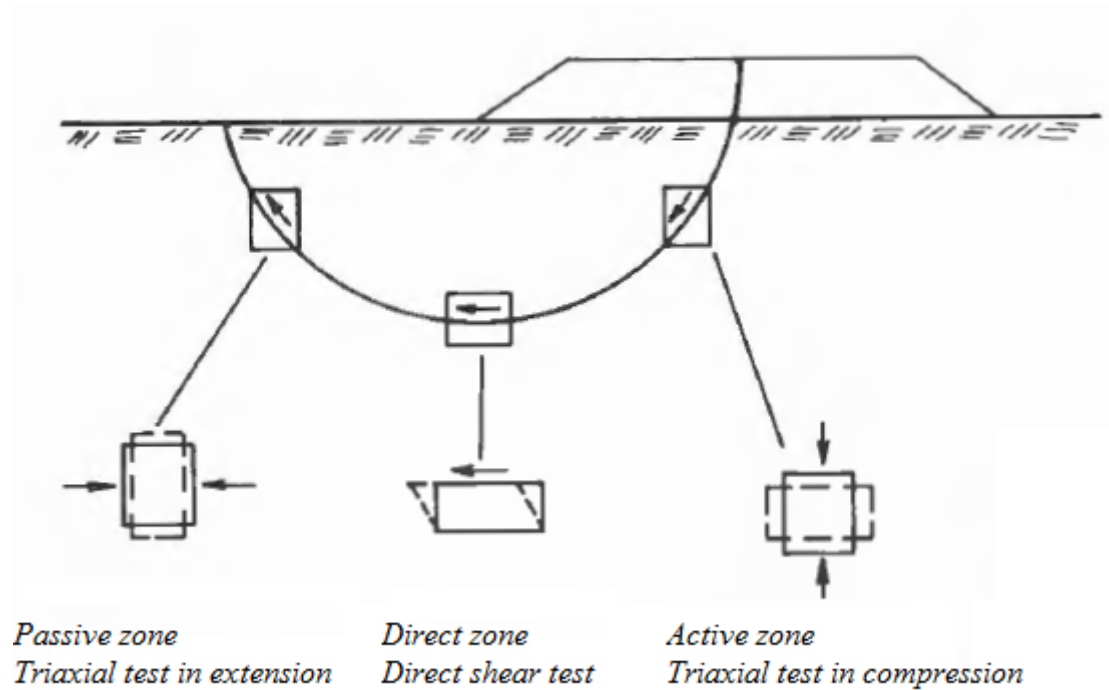 Passive zone
Triaxial test in extension
Direct zone
Direct shear test
Active zone
Triaxial test in compression